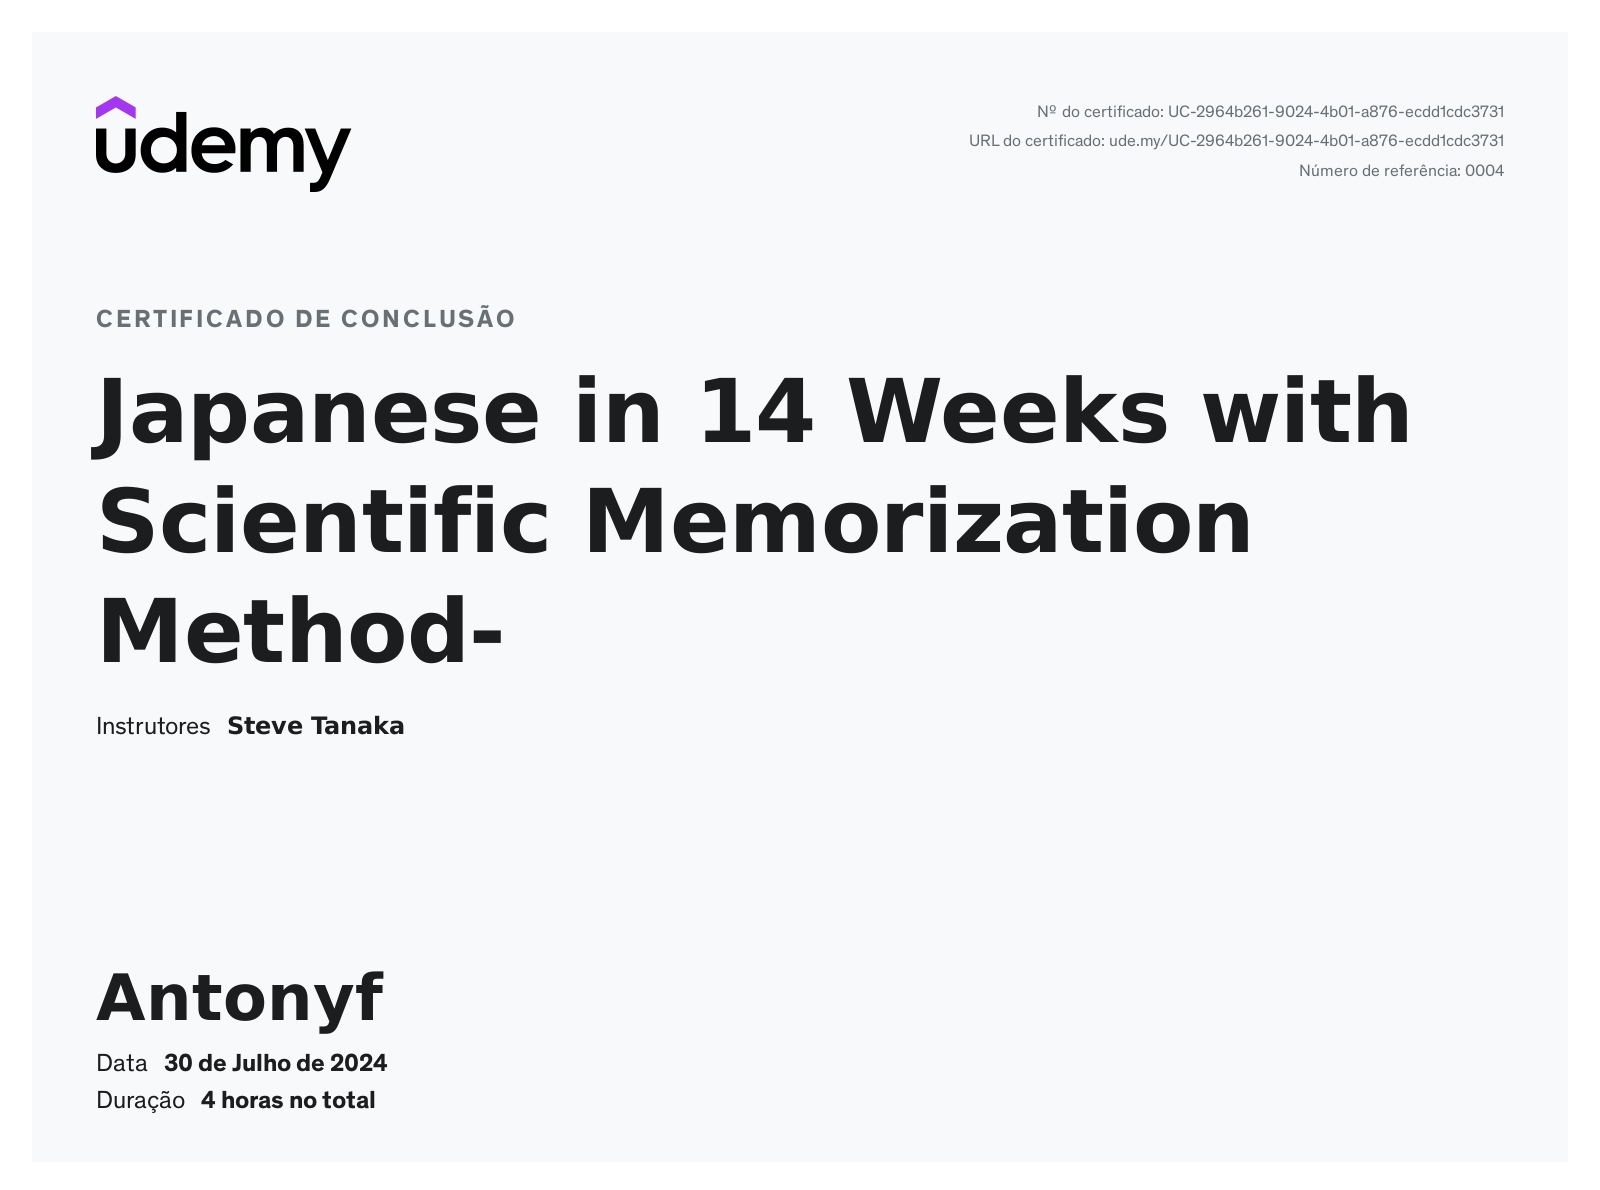 udemy
Nº do certificado: UC-2964b261-9024-4b01-a876-ecdd1cdc3731
URL do certificado: ude.my/UC-2964b261-9024-4b01-a876-ecdd1cdc3731
Número de referência: 0004
CERTIFICADO DE CONCLUSÃO
Japanese in 14 Weeks with
Scientific Memorization
Method-
Instrutores Steve Tanaka
Antonyf
Data 30 de Julho de 2024
Duração 4 horas no total